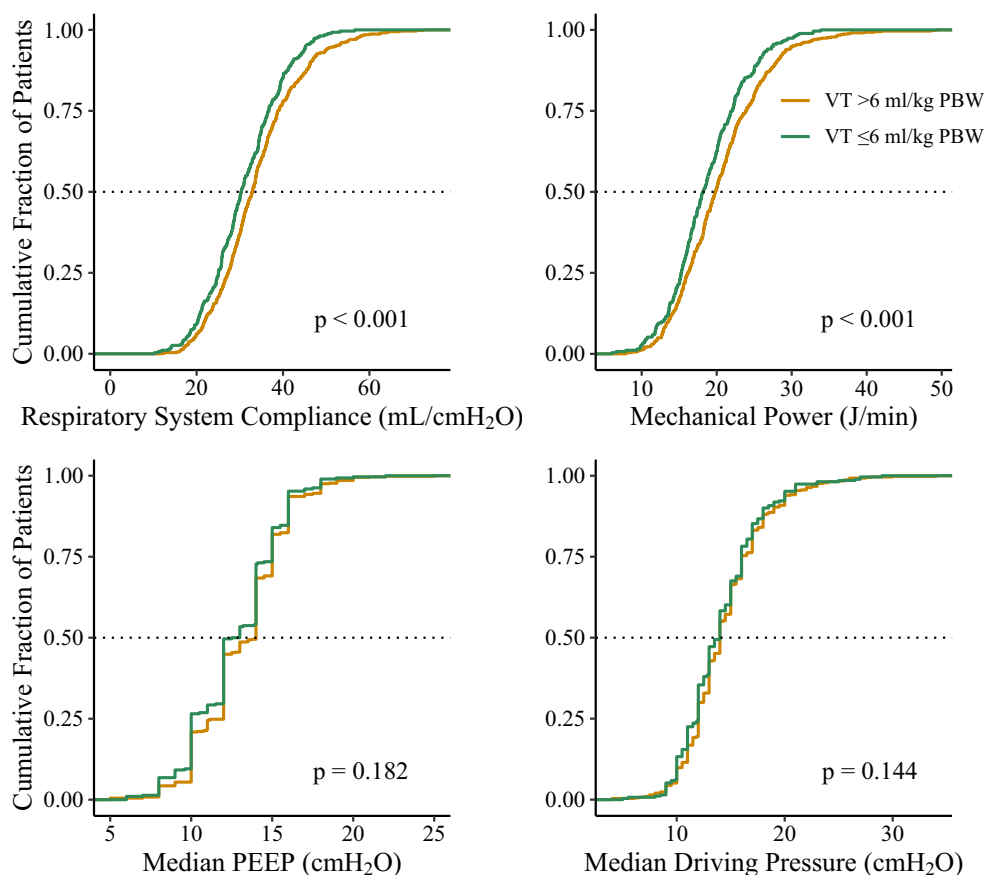 Cumulative Fraction of Patients
1.00
0.75
0.50
0.25
0.00
p < 0.001
0 20 40 60
Respiratory System Compliance (mL/cmH₂O)
1.00
0.75
0.50
0.25
0.00
VT >6 ml/kg PBW
VT ≤6 ml/kg PBW
p < 0.001
10 20 30 40 50
Mechanical Power (J/min)
Cumulative Fraction of Patients
1.00
0.75
0.50
0.25
0.00
p = 0.182
5 10 15 20 25
Median PEEP (cmH₂O)
1.00
0.75
0.50
0.25
0.00
p = 0.144
10 20 30
Median Driving Pressure (cmH₂O)